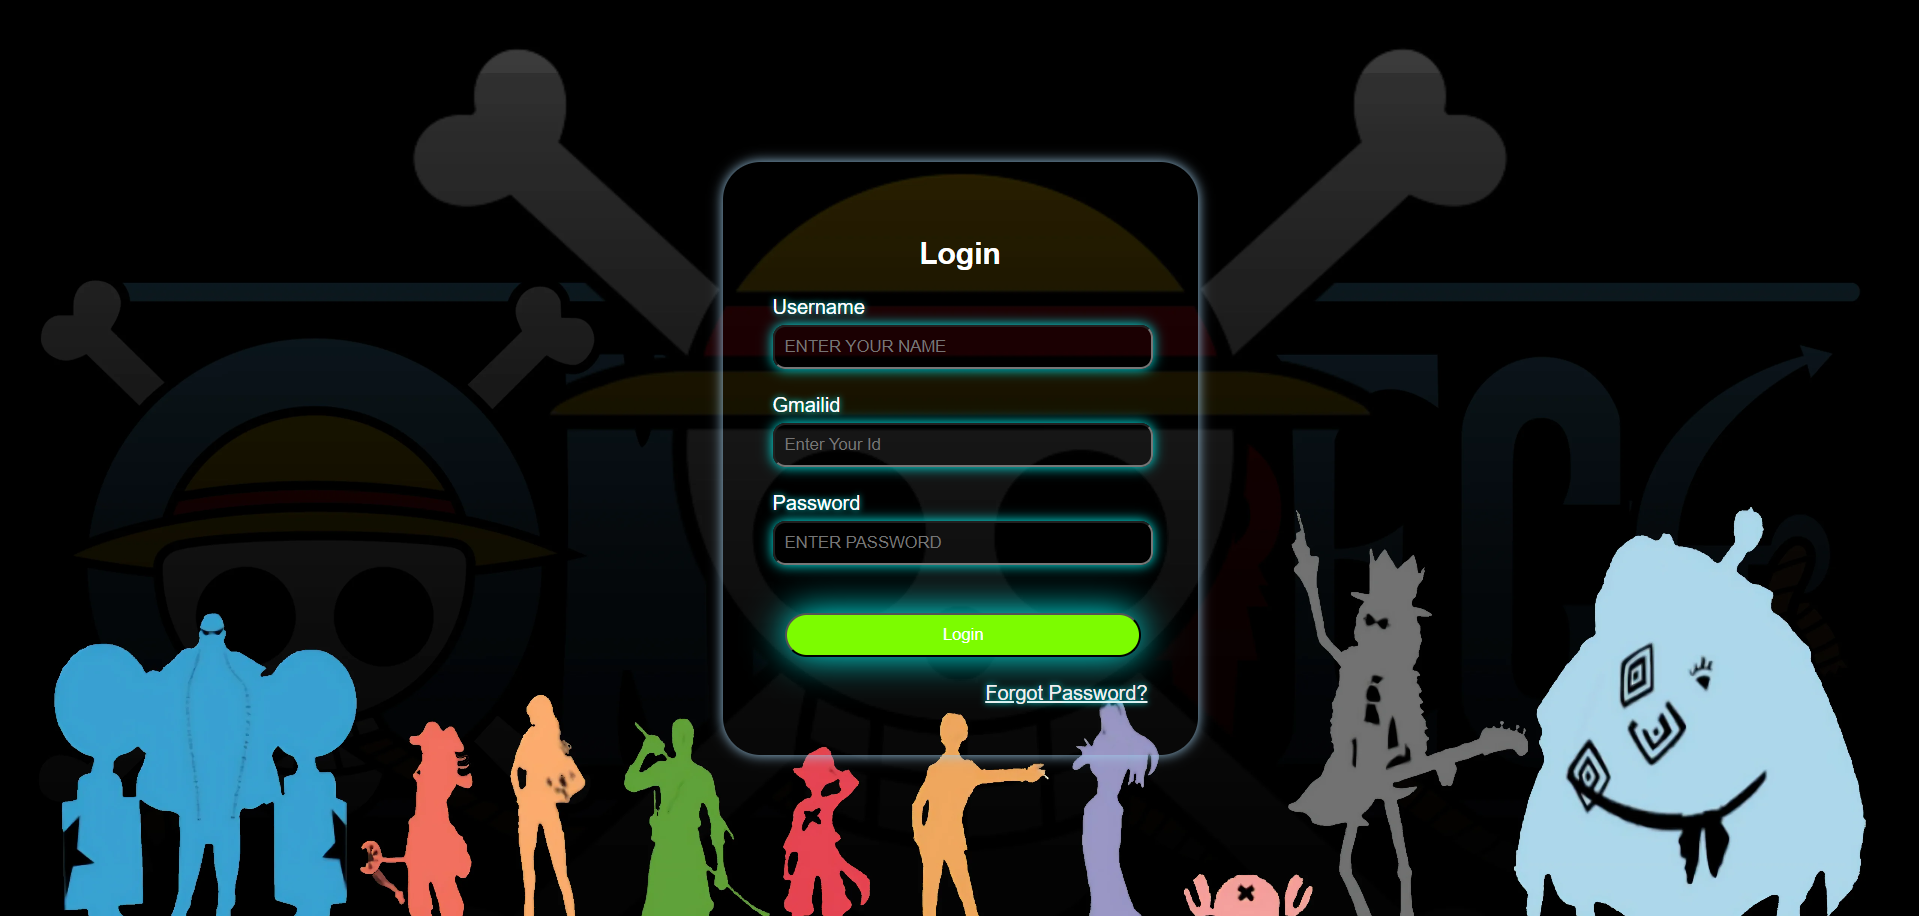 Login
Username
ENTER YOUR NAME
Gmailid
Enter Your Id
Password
ENTER PASSWORD
Login
Forgot Password?